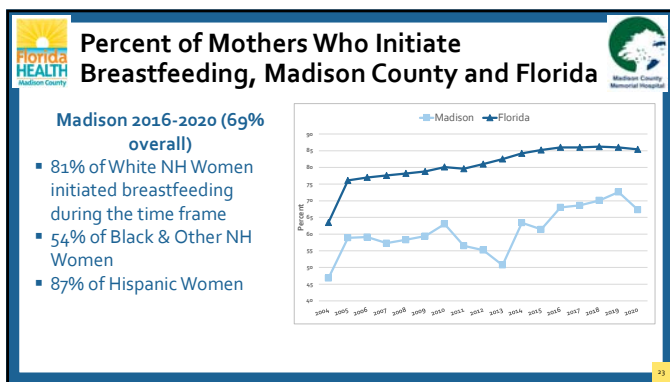 Florida
HEALTH
Madison County
Percent of Mothers Who Initiate
Breastfeeding, Madison County and Florida
Madison County
Memorial Hospital
Madison 2016-2020 (69%
overall)
▪ 81% of White NH Women
initiated breastfeeding
during the time frame
▪ 54% of Black & Other NH
Women
▪ 87% of Hispanic Women
Madison Florida
Percent
90
85
80
75
70
65
60
55
50
45
40
2004 2005 2006 2007 2008 2009 2010 2011 2012 2013 2014 2015 2016 2017 2018 2019 2020
23